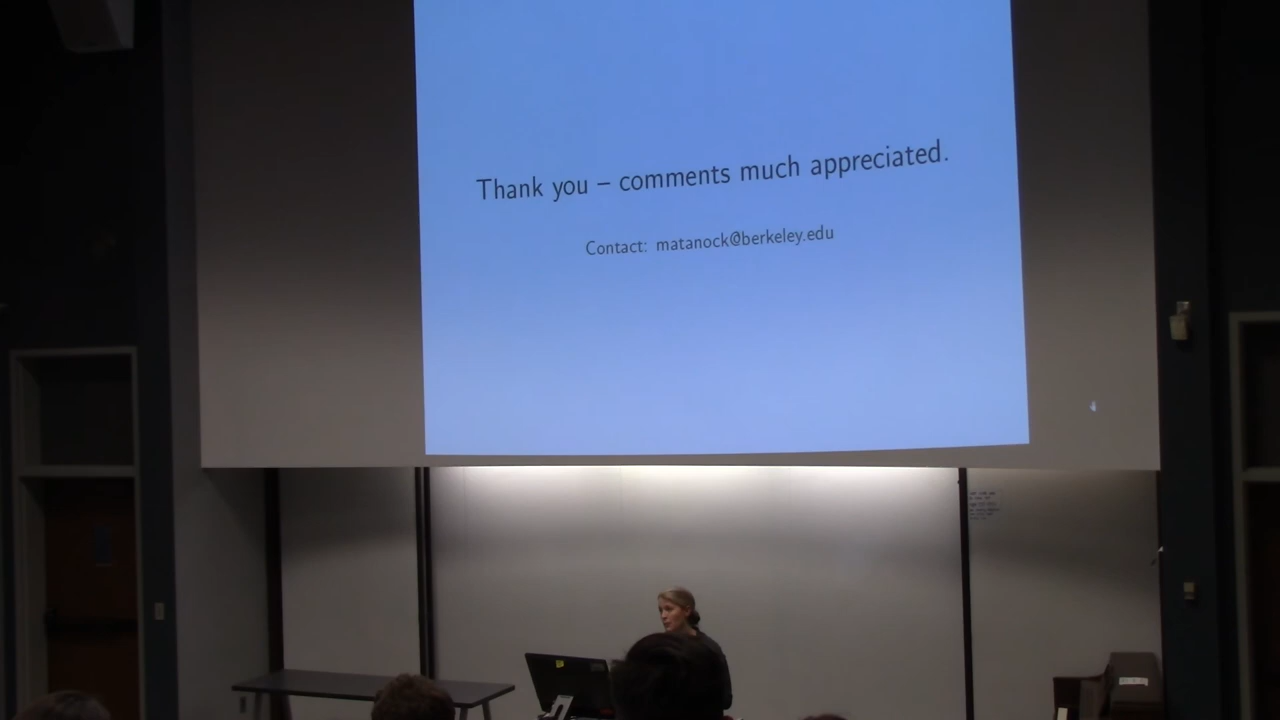 Thank you – comments much appreciated.
Contact: matanock@berkeley.edu